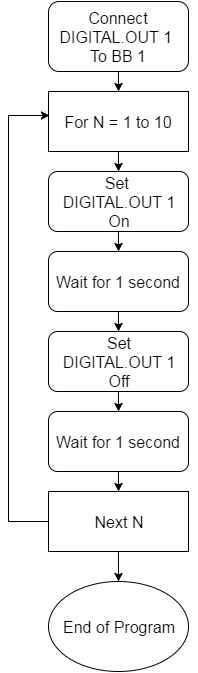 Connect
DIGITAL.OUT 1
To BB 1
For N = 1 to 10
Set
DIGITAL.OUT 1
On
Wait for 1 second
Set
DIGITAL.OUT 1
Off
Wait for 1 second
Next N
End of Program